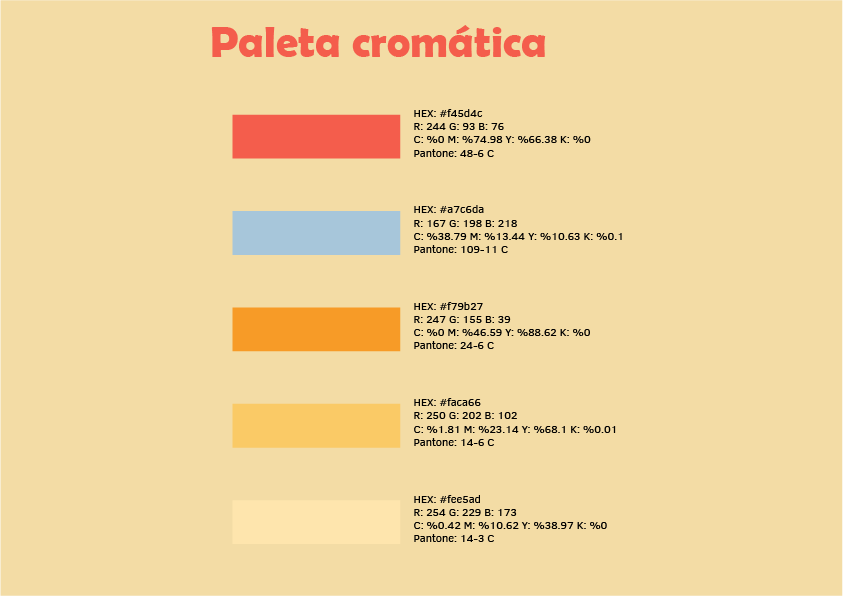 Paleta cromática
HEX: #f45d4c
R: 244 G: 93 B: 76
C: %0 M: %74.98 Y: %66.38 K: %0
Pantone: 48-6 C
HEX: #a7c6da
R: 167 G: 198 B: 218
C: %38.79 M: %13.44 Y: %10.63 K: %0.1
Pantone: 109-11 C
HEX: #f79b27
R: 247 G: 155 B: 39
C: %0 M: %46.59 Y: %88.62 K: %0
Pantone: 24-6 C
HEX: #faca66
R: 250 G: 202 B: 102
C: %1.81 M: %23.14 Y: %68.1 K: %0.01
Pantone: 14-6 C
HEX: #fee5ad
R: 254 G: 229 B: 173
C: %0.42 M: %10.62 Y: %38.97 K: %0
Pantone: 14-3 C